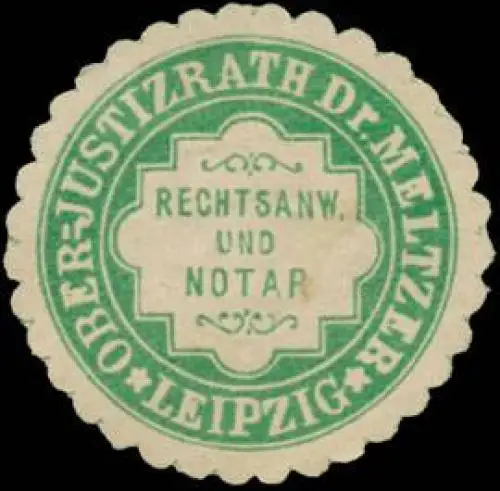 OBER-JUSTIZRATH Dr. MELTZER
RECHTSANW.
UND
NOTAR
★ LEIPZIG ★